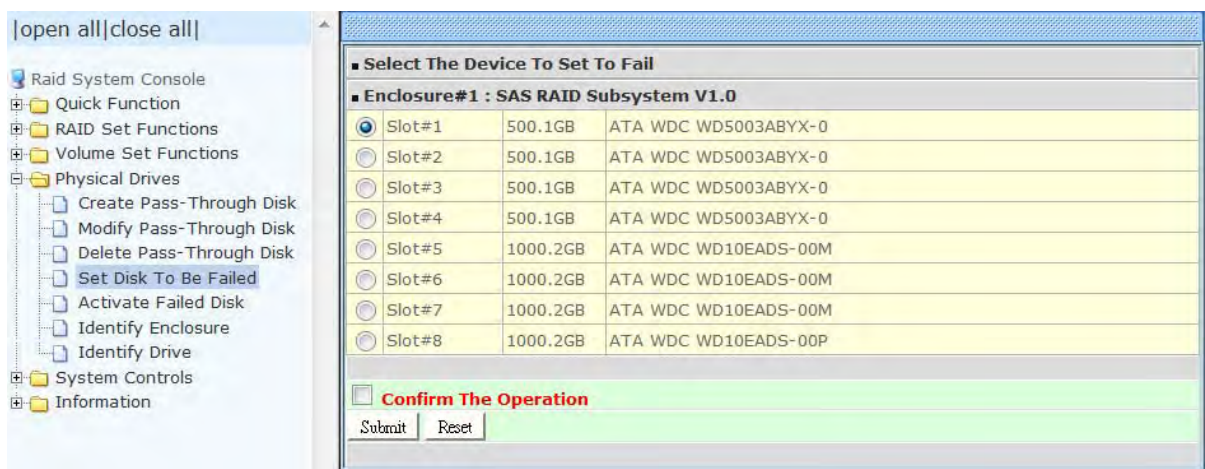 |open all|close all|
Raid System Console
Quick Function
RAID Set Functions
Volume Set Functions
Physical Drives
Create Pass-Through Disk
Modify Pass-Through Disk
Delete Pass-Through Disk
Set Disk To Be Failed
Activate Failed Disk
Identify Enclosure
Identify Drive
System Controls
Information
Select The Device To Set To Fail
Enclosure#1 : SAS RAID Subsystem V1.0
Slot#1 500.1GB ATA WDC WD5003ABYX-0
Slot#2 500.1GB ATA WDC WD5003ABYX-0
Slot#3 500.1GB ATA WDC WD5003ABYX-0
Slot#4 500.1GB ATA WDC WD5003ABYX-0
Slot#5 1000.2GB ATA WDC WD10EADS-00M
Slot#6 1000.2GB ATA WDC WD10EADS-00M
Slot#7 1000.2GB ATA WDC WD10EADS-00M
Slot#8 1000.2GB ATA WDC WD10EADS-00P
Confirm The Operation
Submit Reset